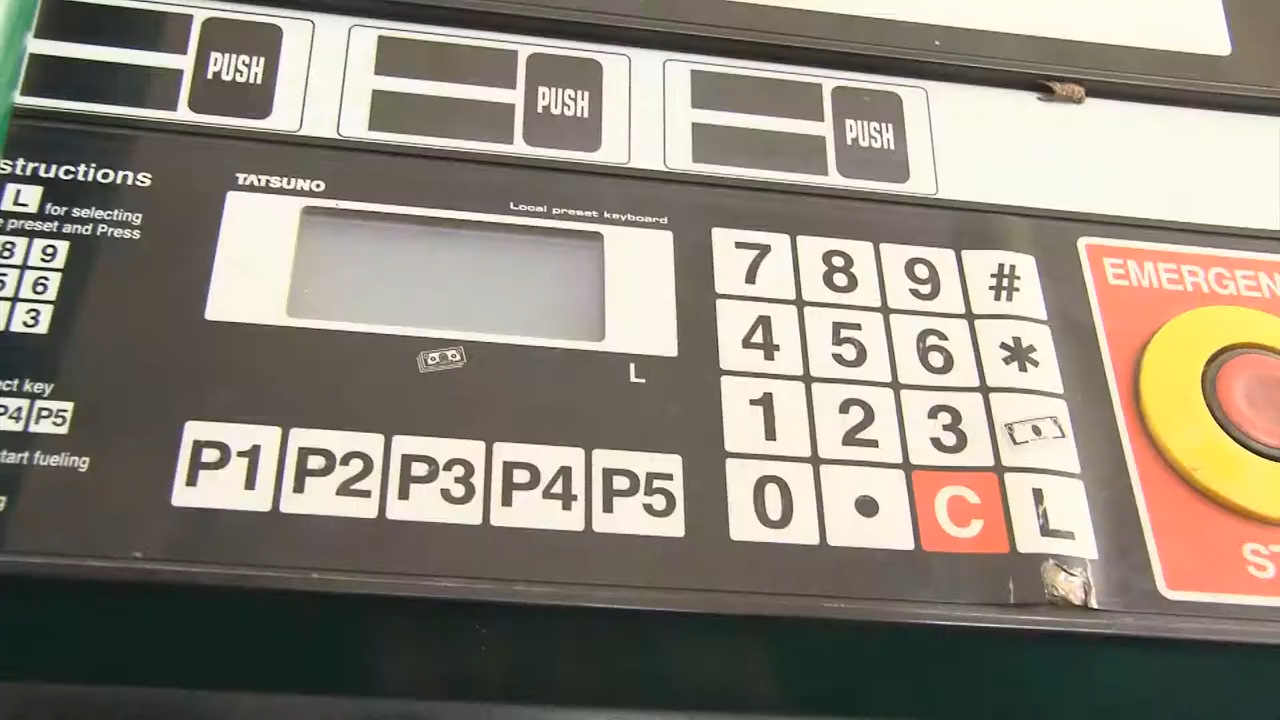 PUSH
PUSH
PUSH
structions
L for selecting
preset and Press
8 9
5 6
3
ect key
P4 P5
tart fueling
g
TATSUNO
Local preset keyboard
L
P1 P2 P3 P4 P5
7 8 9 #
4 5 6 *
1 2 3
0 . C L
EMERGEN
ST